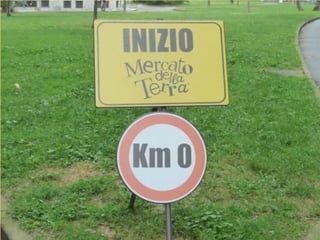 INIZIO
Mercato
della
Terra
Km 0